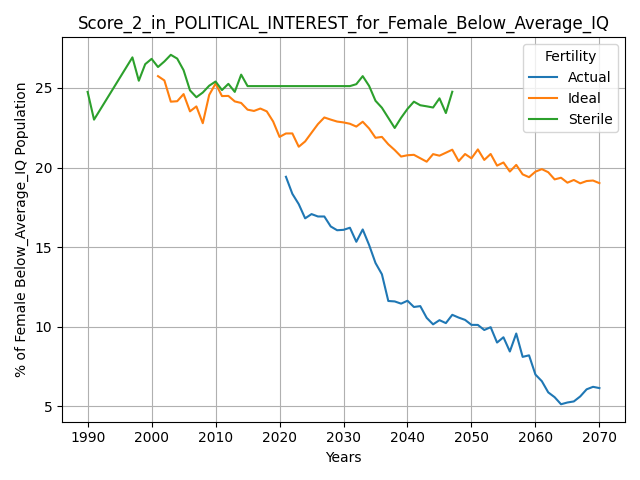 Score_2_in_POLITICAL_INTEREST_for_Female_Below_Average_IQ
% of Female Below_Average_IQ Population
25
20
15
10
5
Fertility
Actual
Ideal
Sterile
1990 2000 2010 2020 2030 2040 2050 2060 2070
Years